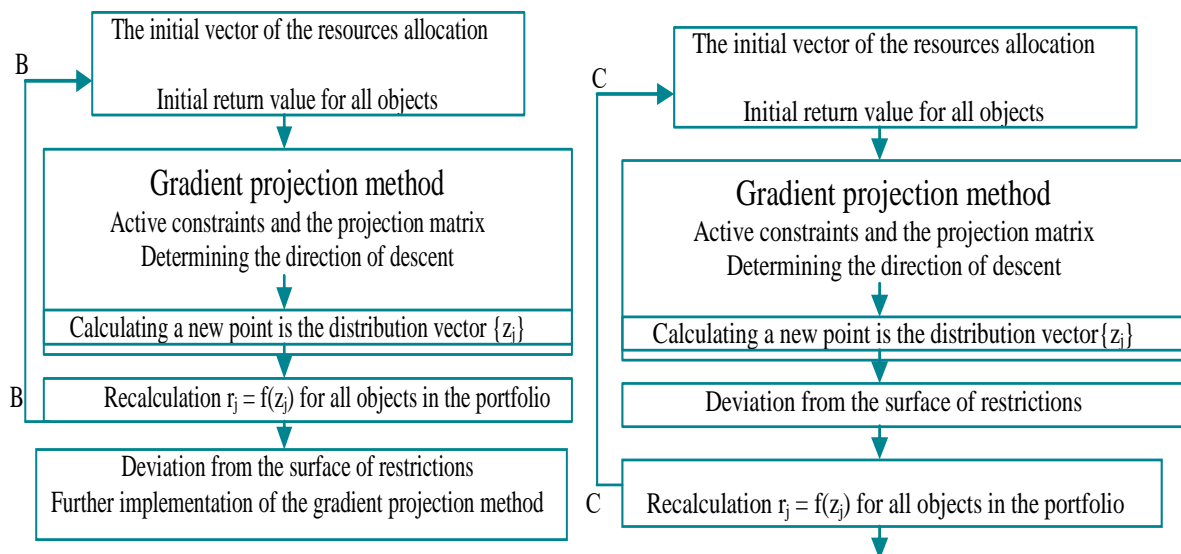 B
The initial vector of the resources allocation
Initial return value for all objects
Gradient projection method
Active constraints and the projection matrix
Determining the direction of descent
Calculating a new point is the distribution vector {zj}
B
Recalculation rj = f(zj) for all objects in the portfolio
Deviation from the surface of restrictions
Further implementation of the gradient projection method
C
The initial vector of the resources allocation
Initial return value for all objects
Gradient projection method
Active constraints and the projection matrix
Determining the direction of descent
Calculating a new point is the distribution vector{zj}
Deviation from the surface of restrictions
C
Recalculation rj = f(zj) for all objects in the portfolio